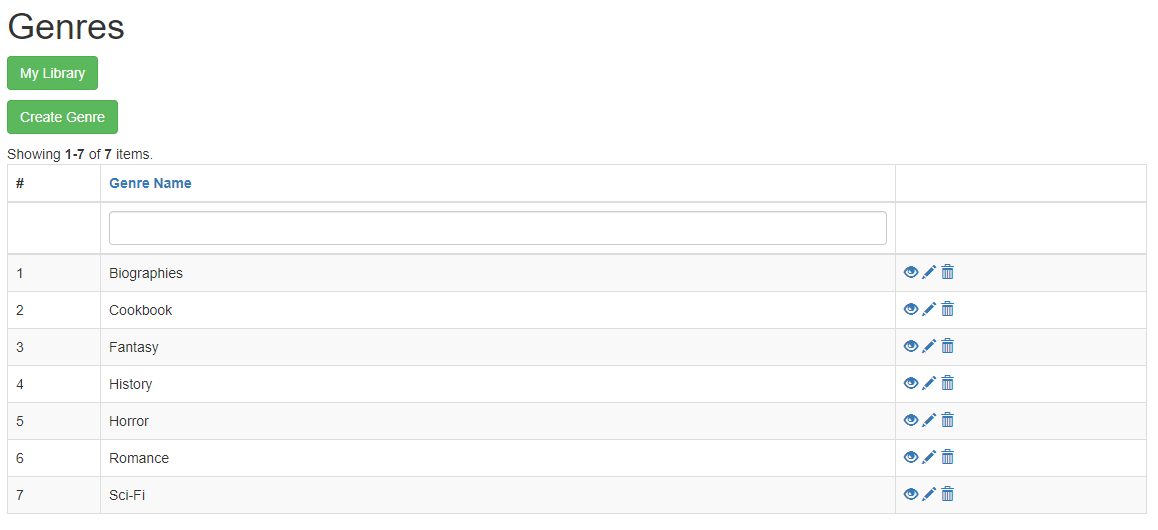 Genres
My Library
Create Genre
Showing 1-7 of 7 items.
# Genre Name
1 Biographies
2 Cookbook
3 Fantasy
4 History
5 Horror
6 Romance
7 Sci-Fi